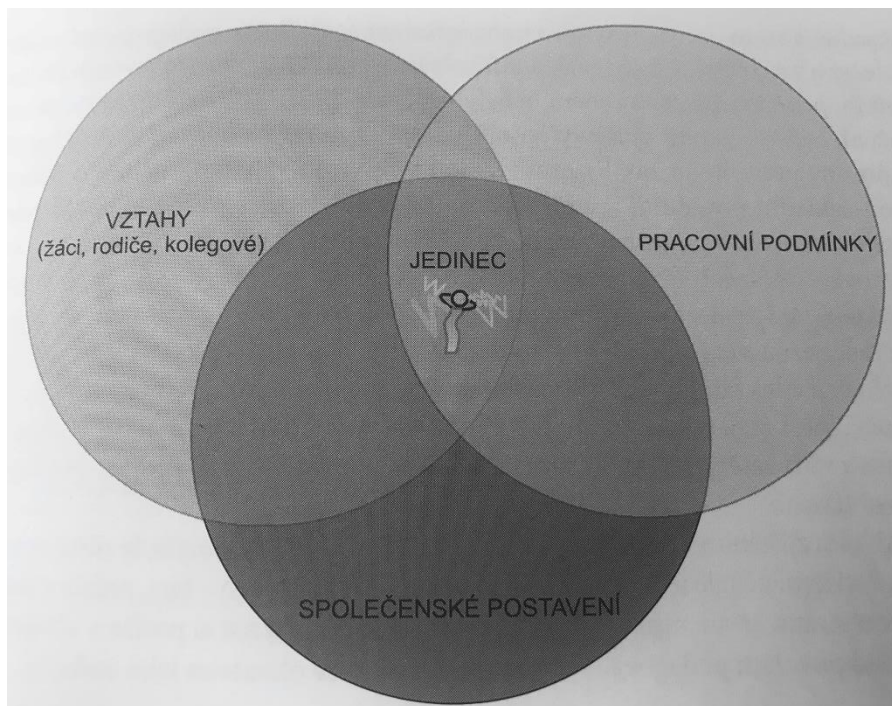 VZTAHY
(žáci, rodiče, kolegové)
JEDINEC
PRACOVNÍ PODMÍNKY
SPOLEČENSKÉ POSTAVENÍ